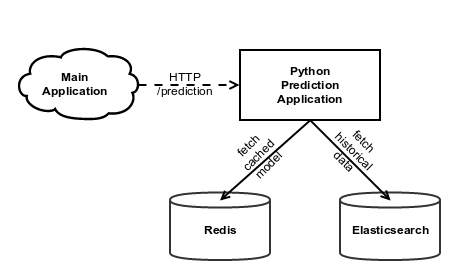 Main
Application
HTTP
/prediction
Python
Prediction
Application
fetch
cached
model
fetch
historical
data
Redis
Elasticsearch